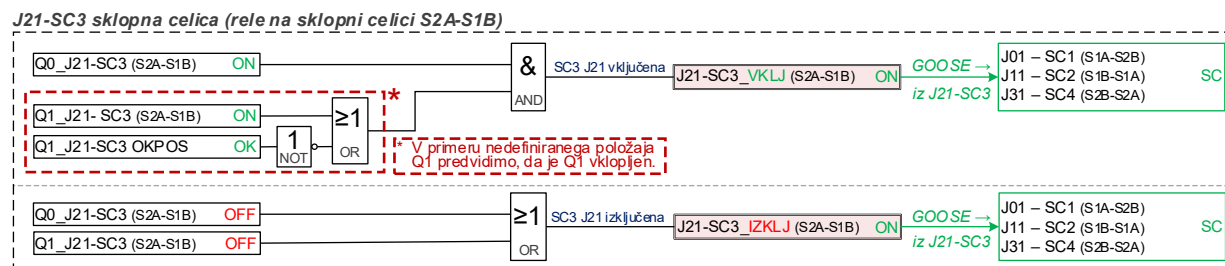 J21-SC3 sklopna celica (rele na sklopni celici S2A-S1B)
Q0_J21-SC3 (S2A-S1B) ON
& AND
SC3 J21 vključena
J21-SC3_VKLJ (S2A-S1B) ON
GOOSE →
iz J21-SC3
J01 – SC1 (S1A-S2B)
J11 – SC2 (S1B-S1A) SC
J31 – SC4 (S2B-S2A)
Q1_J21- SC3 (S2A-S1B) ON
Q1_J21-SC3 OKPOS OK
1 NOT
≥1 OR
*
* V primeru nedefiniranega položaja
Q1 predvidimo, da je Q1 vklopljen.
Q0_J21-SC3 (S2A-S1B) OFF
Q1_J21-SC3 (S2A-S1B) OFF
≥1 OR
SC3 J21 izključena
J21-SC3_IZKLJ (S2A-S1B) ON
GOOSE →
iz J21-SC3
J01 – SC1 (S1A-S2B)
J11 – SC2 (S1B-S1A) SC
J31 – SC4 (S2B-S2A)